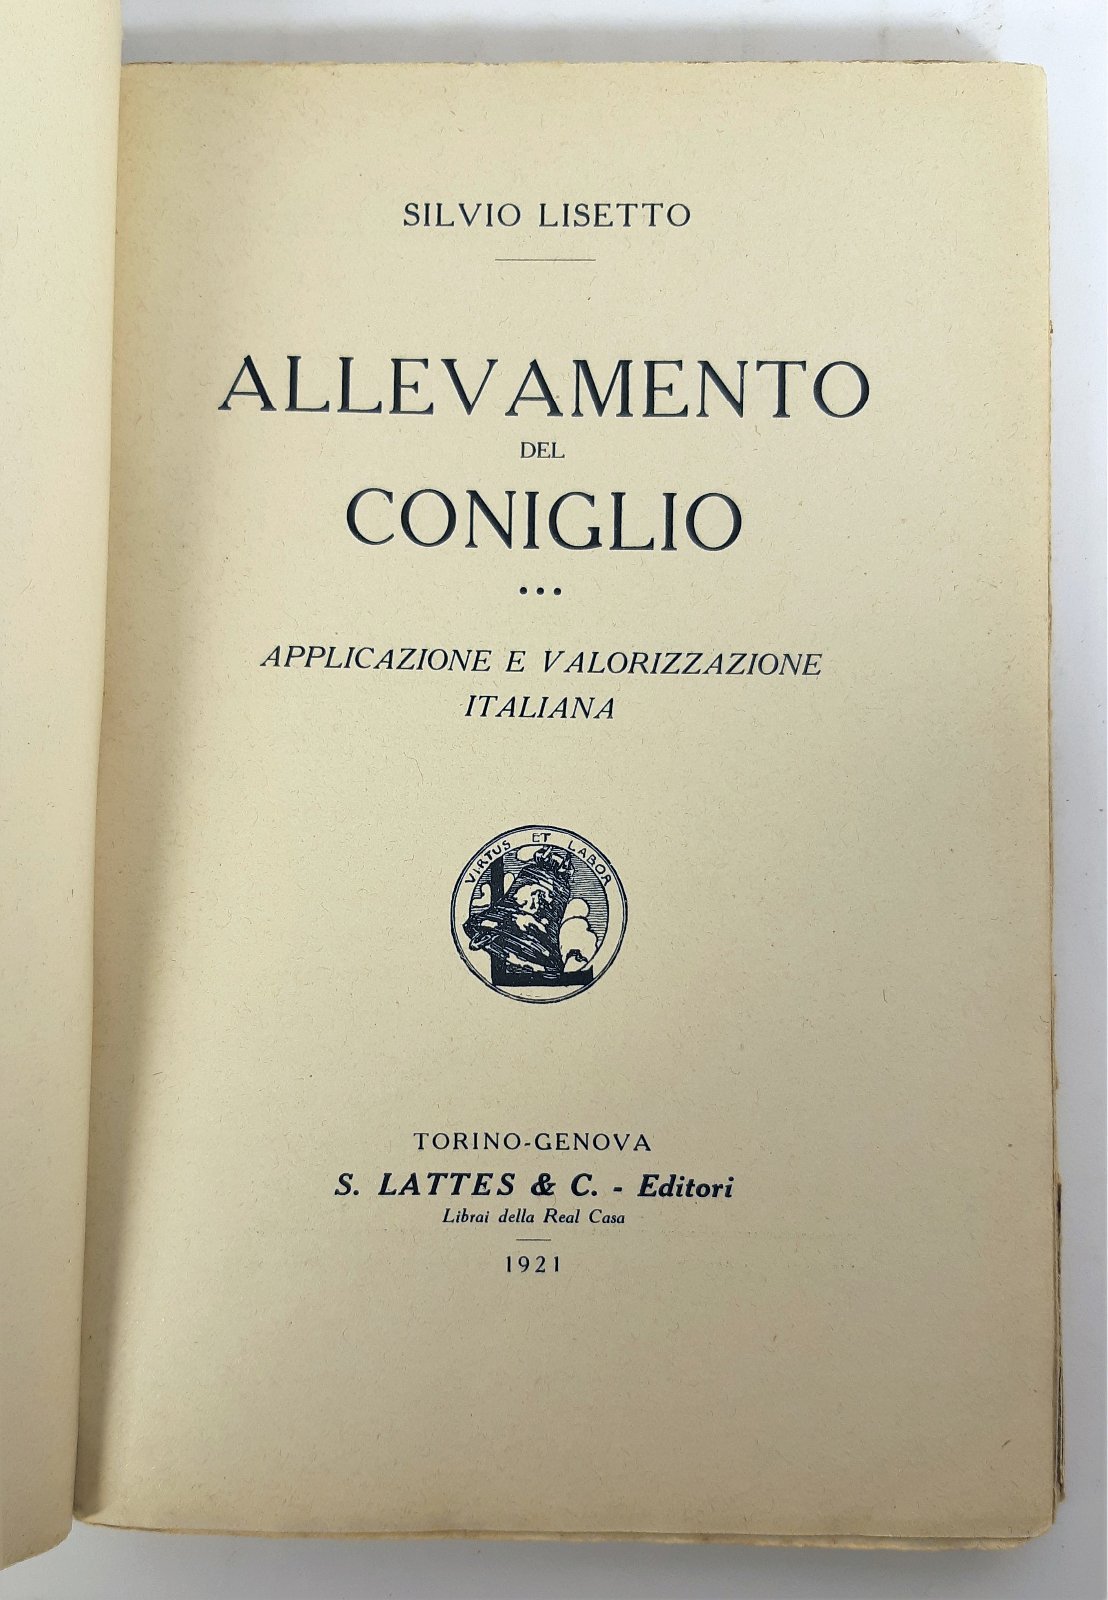 SILVIO LISETTO
ALLEVAMENTO
DEL
CONIGLIO
...
APPLICAZIONE E VALORIZZAZIONE
ITALIANA
VIRTUS ET LABOR
L
TORINO-GENOVA
S. LATTES & C. - Editori
Librai della Real Casa
1921